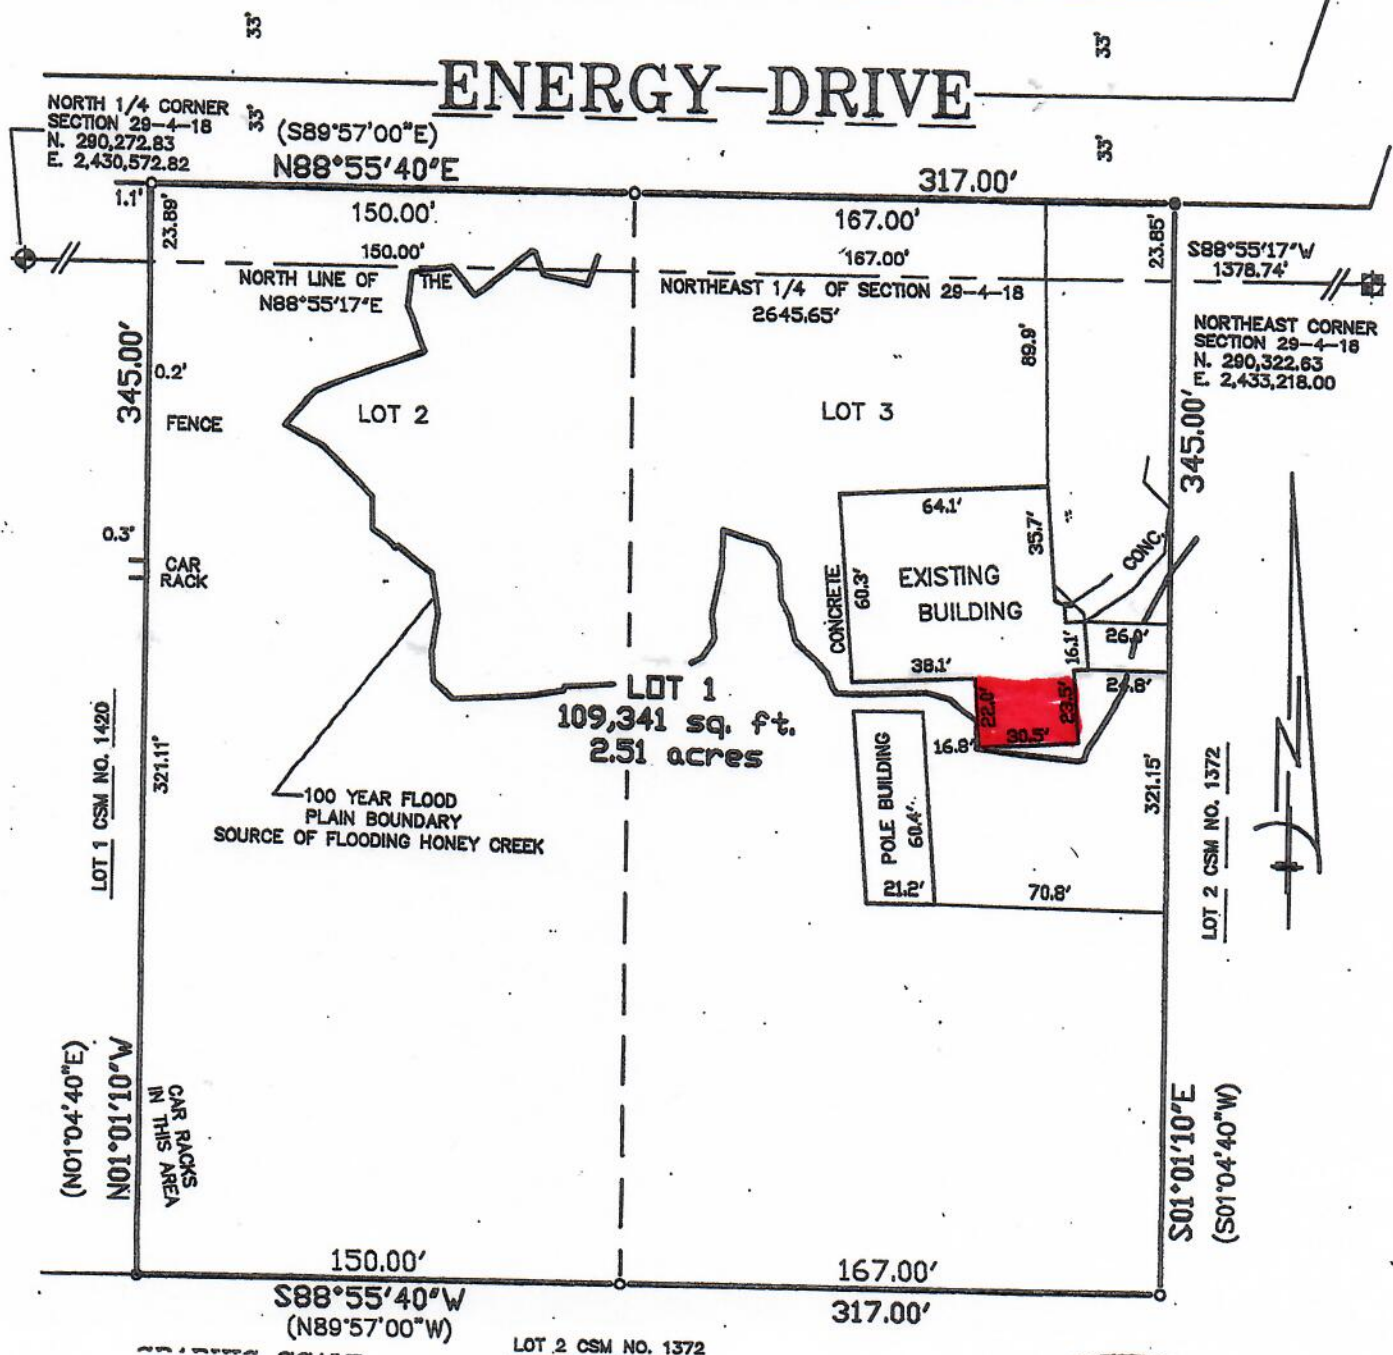 33'
33'
ENERGY DRIVE
NORTH 1/4 CORNER
SECTION 29-4-18
N. 290,272.83
E. 2,430,572.82
33'
33'
(S89°57'00"E)
N88°55'40"E
317.00'
1.1'
23.89'
150.00'
167.00'
23.85'
150.00'
167.00'
S88°55'17"W
1378.74'
NORTH LINE OF THE
N88°55'17"E
NORTHEAST 1/4 OF SECTION 29-4-18
2645.65'
NORTHEAST CORNER
SECTION 29-4-18
N. 290,322.63
E. 2,433,218.00
345.00'
0.2'
89.9'
345.00'
FENCE
LOT 2
LOT 3
0.3'
CAR
RACK
64.1'
35.7'
CONC.
CONCRETE
60.3'
EXISTING
BUILDING
16.1'
26.0'
38.1'
24.8'
22.0'
23.5'
30.5'
16.8'
LOT 1
109,341 sq. ft.
2.51 acres
LOT 1 CSM NO. 1420
321.11'
100 YEAR FLOOD
PLAIN BOUNDARY
SOURCE OF FLOODING HONEY CREEK
POLE BUILDING
60.4'
21.2'
70.8'
321.15'
LOT 2 CSM NO. 1372
N
(N01°04'40"E)
N01°01'10"W
CAR RACKS
IN THIS AREA
S01°01'10"E
(S01°04'40"W)
150.00'
167.00'
S88°55'40"W
317.00'
(N89°57'00"W)
LOT 2 CSM NO. 1372